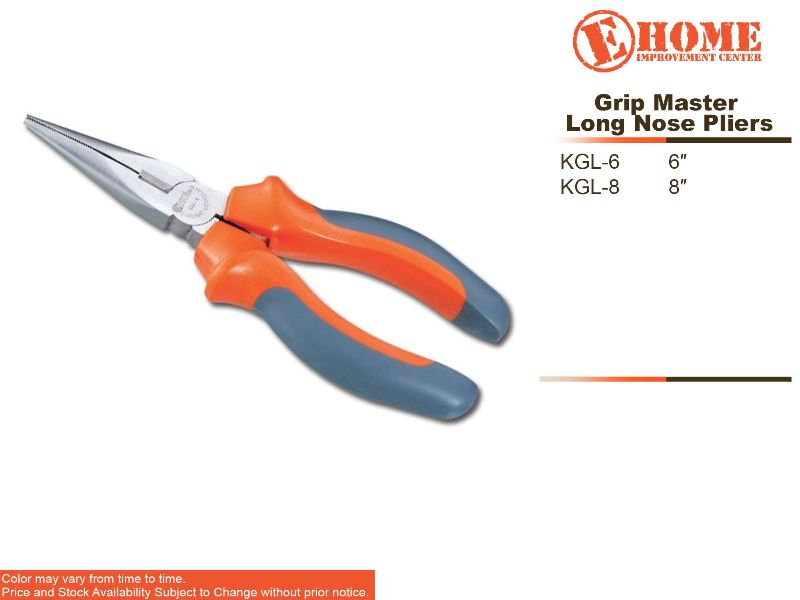 E HOME
IMPROVEMENT CENTER
Grip Master
Long Nose Pliers
KGL-6 6″
KGL-8 8″
Color may vary from time to time.
Price and Stock Availability Subject to Change without prior notice.